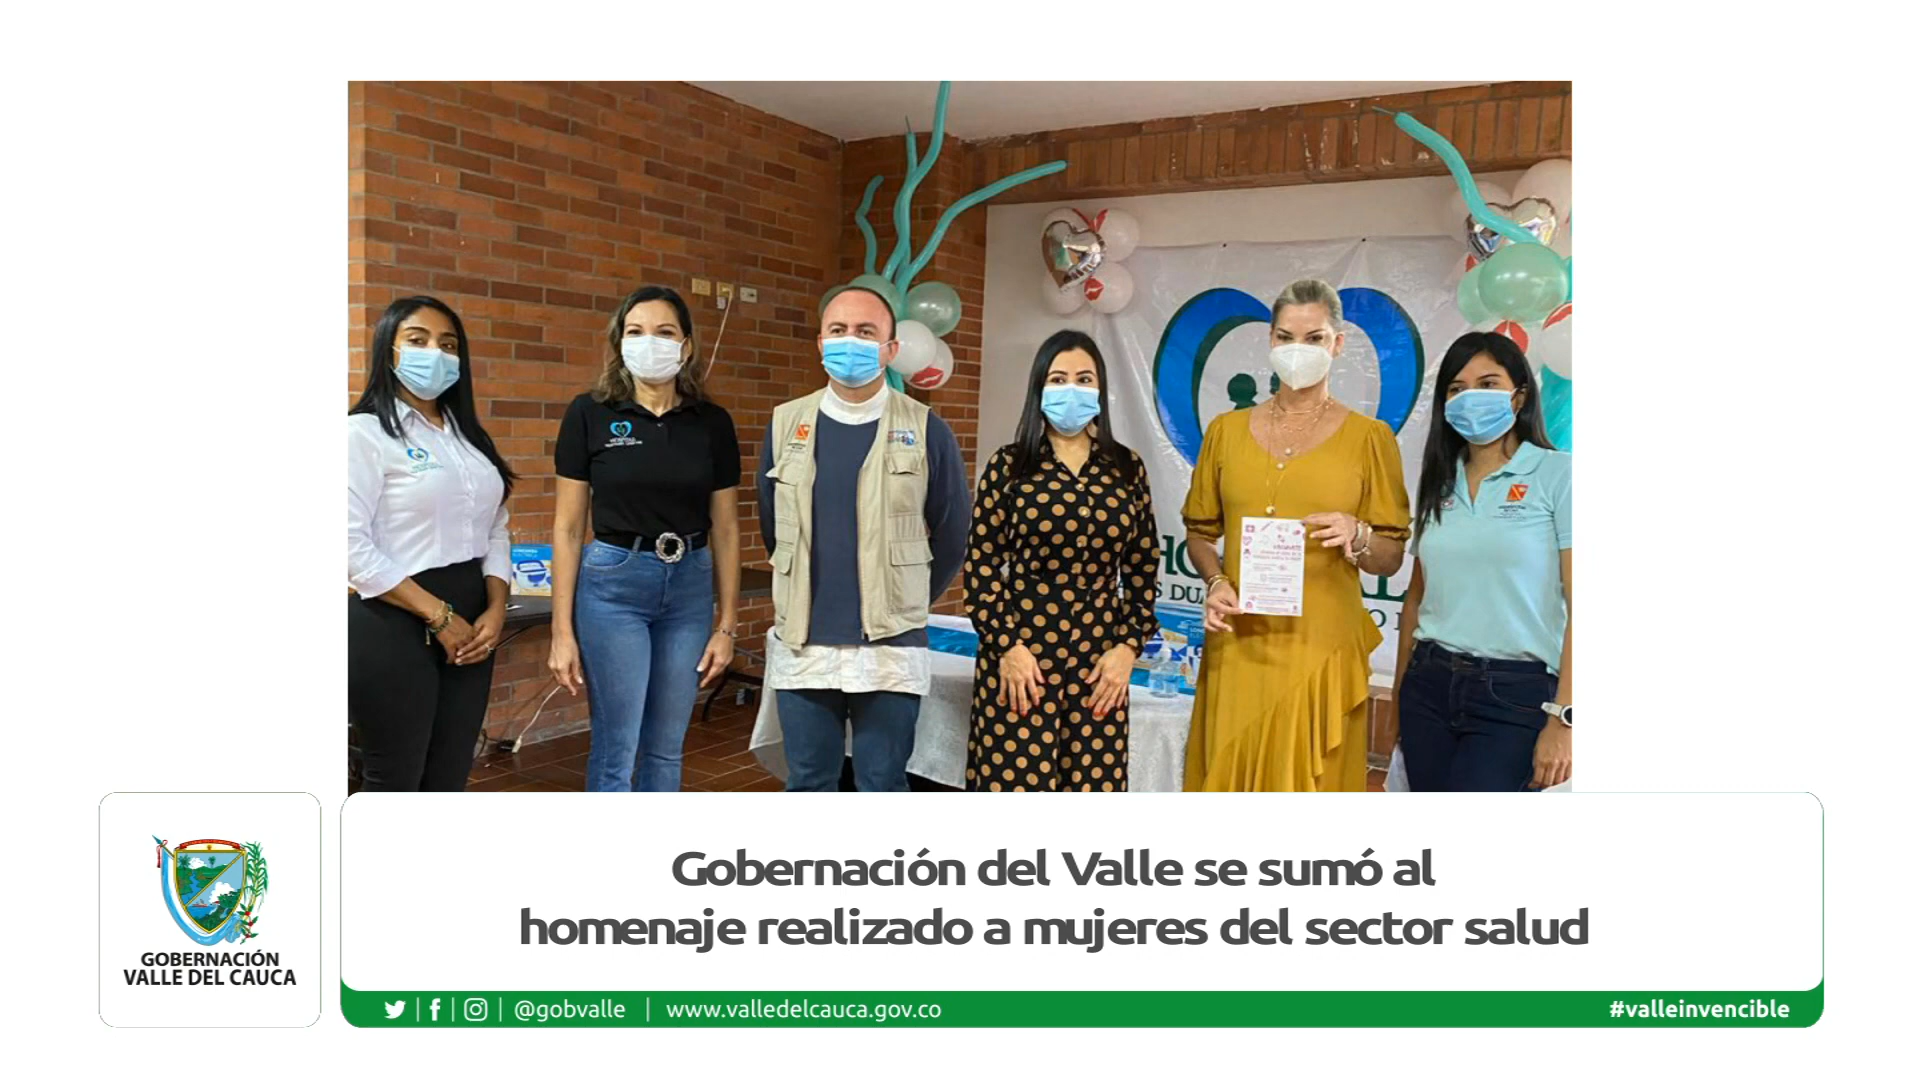 Gobernación del Valle se sumó al
homenaje realizado a mujeres del sector salud
GOBERNACIÓN
VALLE DEL CAUCA
@gobvalle | www.valledelcauca.gov.co
#valleinvencible